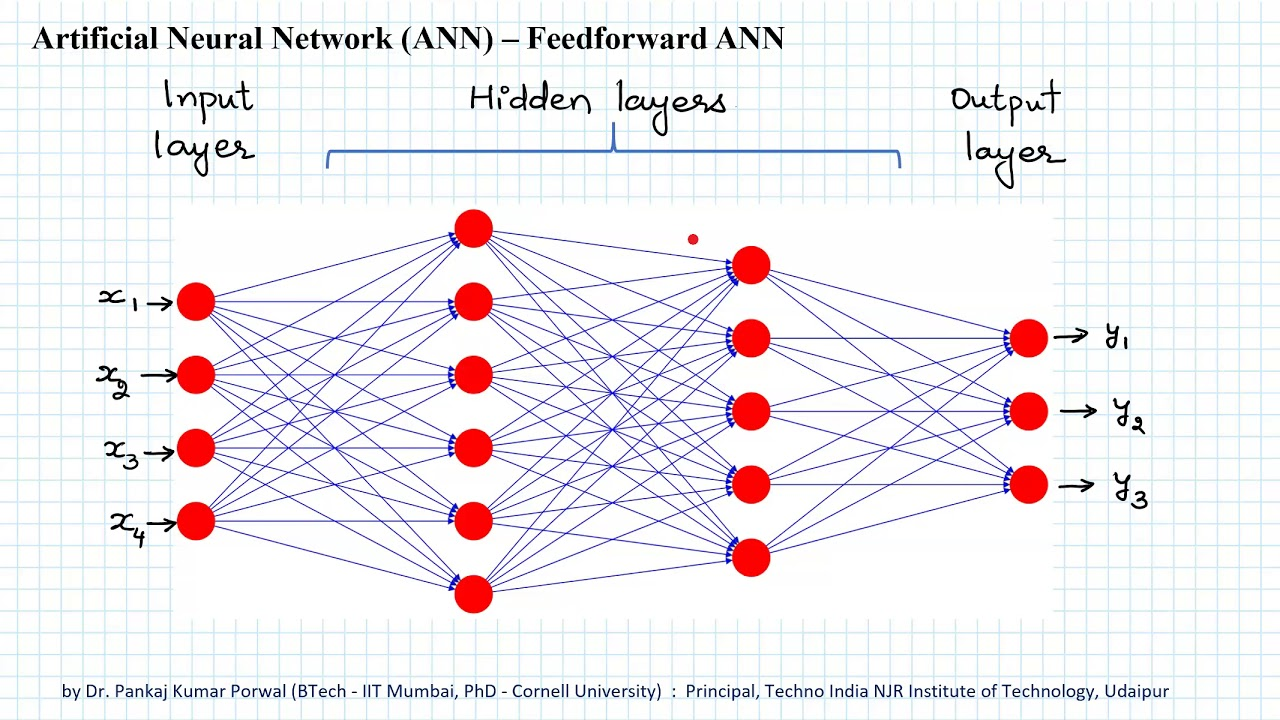 Artificial Neural Network (ANN) – Feedforward ANN
Input layer
Hidden layers
Output layer
x₁
x₂
x₃
x₄
y₁
y₂
y₃
by Dr. Pankaj Kumar Porwal (BTech - IIT Mumbai, PhD - Cornell University) : Principal, Techno India NJR Institute of Technology, Udaipur